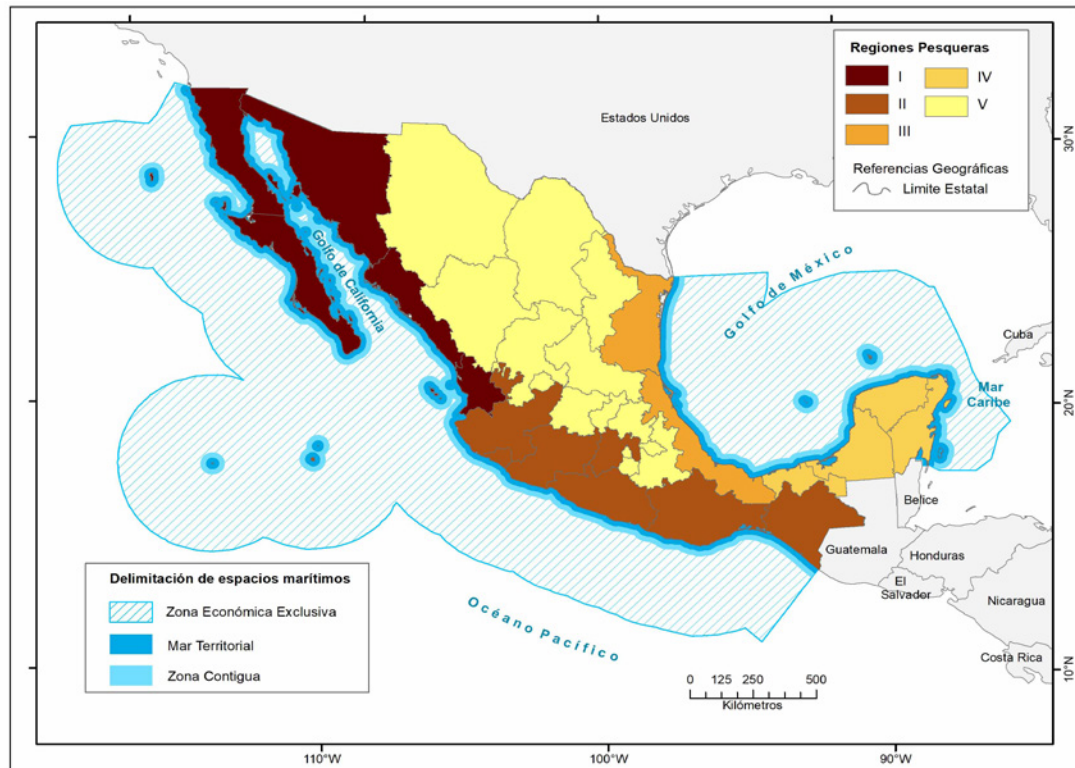 Regiones Pesqueras
I
IV
II
V
III
Referencias Geográficas
Limite Estatal
Estados Unidos
30°N
Golfo de California
Golfo de México
Cuba
Mar
Caribe
20°N
Belice
Guatemala
Honduras
El
Salvador
Nicaragua
Costa Rica
10°N
Océano Pacífico
Delimitación de espacios marítimos
Zona Económica Exclusiva
Mar Territorial
Zona Contigua
0 125 250 500
Kilómetros
110°W
100°W
90°W